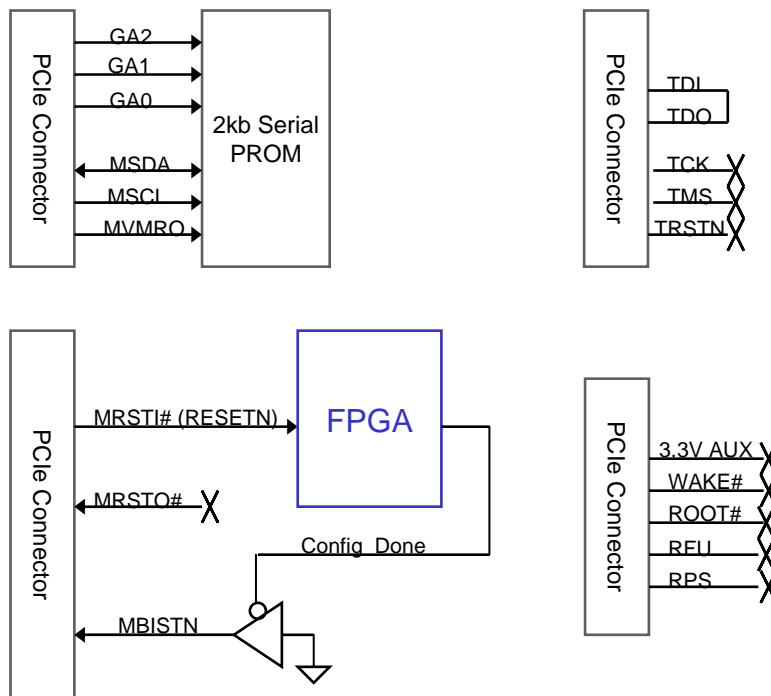 PCIe Connector
GA2
GA1
GA0
MSDA
MSCL
MVMRO
2kb Serial
PROM
PCIe Connector
TDI
TDO
TCK
TMS
TRSTN
PCIe Connector
MRSTI# (RESETN)
FPGA
MRSTO#
Config_Done
MBISTN
PCIe Connector
3.3V AUX
WAKE#
ROOT#
RFU
RPS